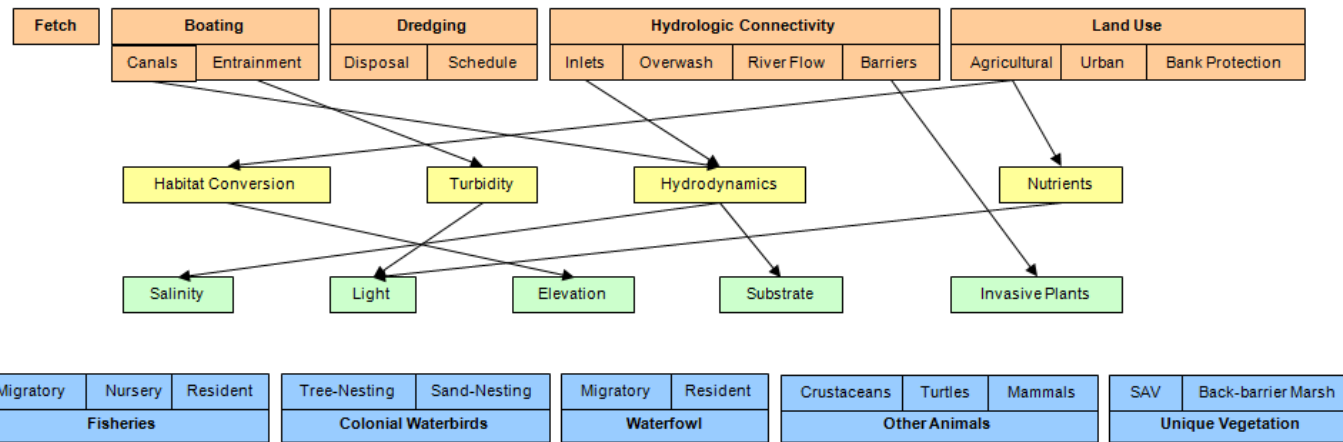 Fetch Boating Dredging Hydrologic Connectivity Land Use
Canals Entrainment Disposal Schedule Inlets Overwash River Flow Barriers Agricultural Urban Bank Protection
Habitat Conversion Turbidity Hydrodynamics Nutrients
Salinity Light Elevation Substrate Invasive Plants
Migratory Nursery Resident Tree-Nesting Sand-Nesting Migratory Resident Crustaceans Turtles Mammals SAV Back-barrier Marsh
Fisheries Colonial Waterbirds Waterfowl Other Animals Unique Vegetation